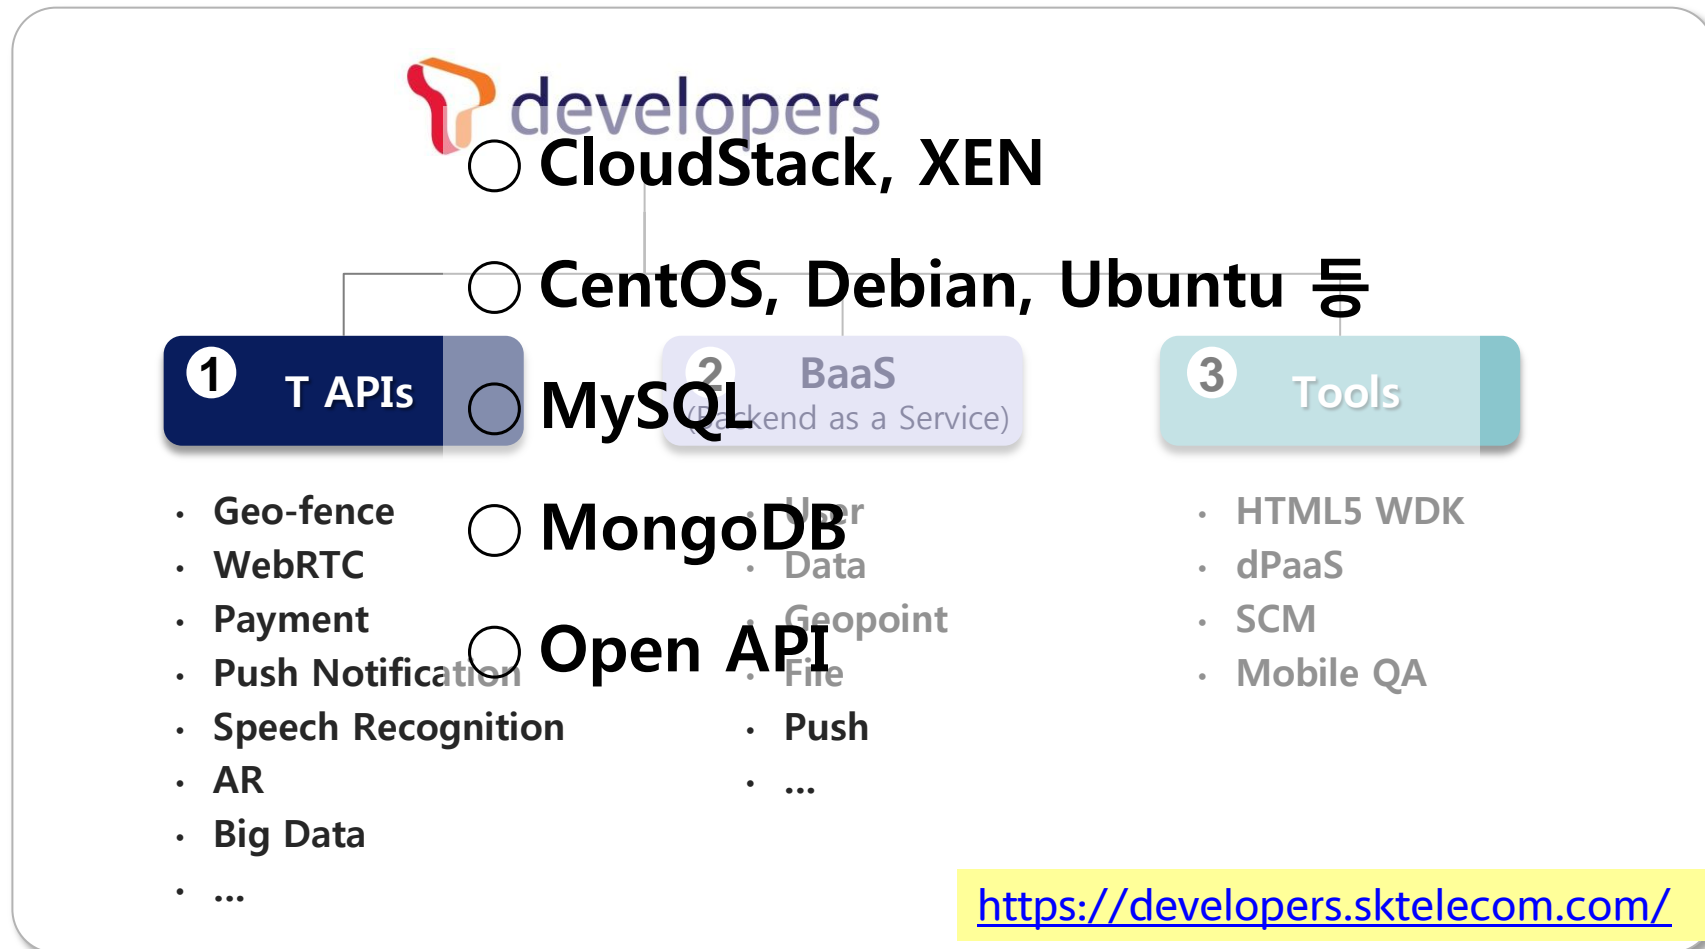 developers
○ CloudStack, XEN
○ CentOS, Debian, Ubuntu 등
○ MySQL
○ MongoDB
○ Open API
1 T APIs
• Geo-fence
• WebRTC
• Payment
• Push Notification
• Speech Recognition
• AR
• Big Data
• ...
2 BaaS
(Backend as a Service)
• User
• Data
• Geopoint
• File
• Push
• ...
3 Tools
• HTML5 WDK
• dPaaS
• SCM
• Mobile QA
https://developers.sktelecom.com/